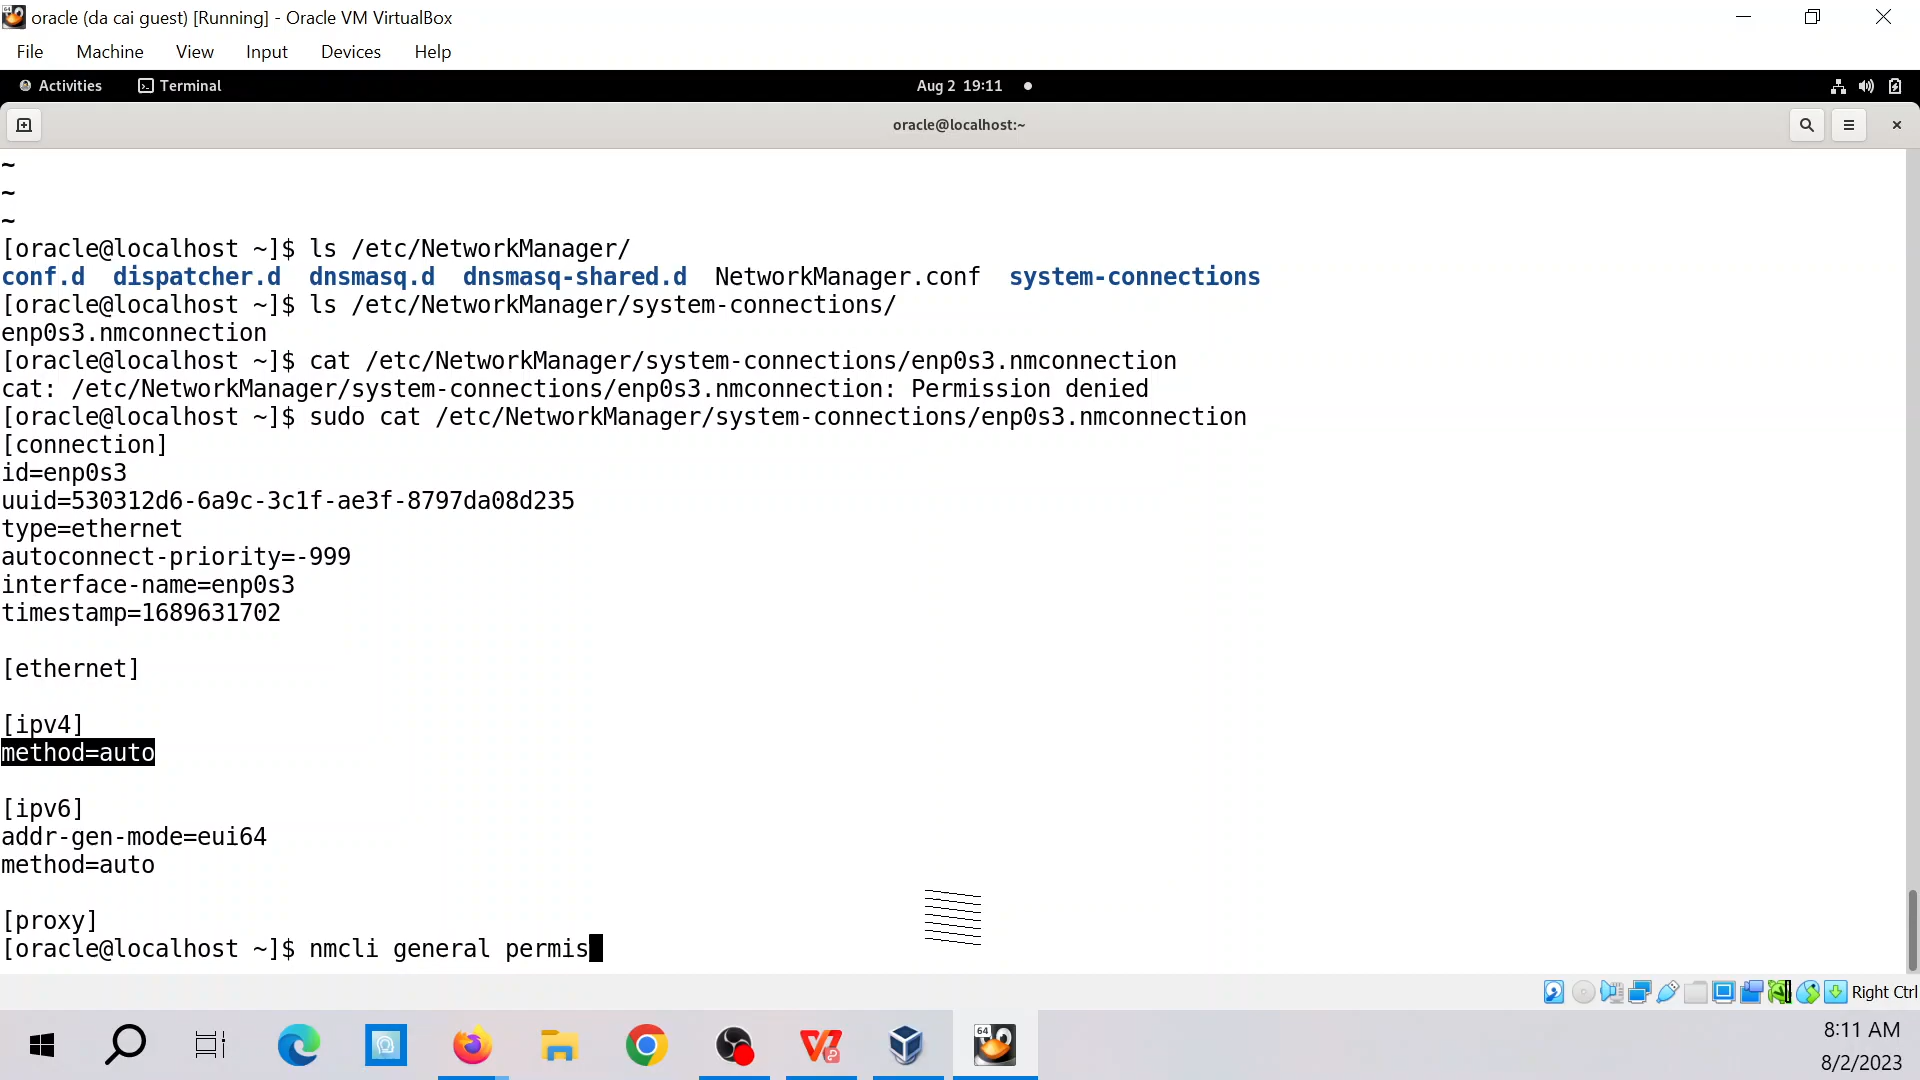 oracle (da cai guest) [Running] - Oracle VM VirtualBox
File Machine View Input Devices Help
Activities Terminal Aug 2 19:11
oracle@localhost:~
~
~
~
[oracle@localhost ~]$ ls /etc/NetworkManager/
conf.d dispatcher.d dnsmasq.d dnsmasq-shared.d NetworkManager.conf system-connections
[oracle@localhost ~]$ ls /etc/NetworkManager/system-connections/
enp0s3.nmconnection
[oracle@localhost ~]$ cat /etc/NetworkManager/system-connections/enp0s3.nmconnection
cat: /etc/NetworkManager/system-connections/enp0s3.nmconnection: Permission denied
[oracle@localhost ~]$ sudo cat /etc/NetworkManager/system-connections/enp0s3.nmconnection
[connection]
id=enp0s3
uuid=530312d6-6a9c-3c1f-ae3f-8797da08d235
type=ethernet
autoconnect-priority=-999
interface-name=enp0s3
timestamp=1689631702
[ethernet]
[ipv4]
method=auto
[ipv6]
addr-gen-mode=eui64
method=auto
[proxy]
[oracle@localhost ~]$ nmcli general permis
Right Ctrl
64
8:11 AM
8/2/2023